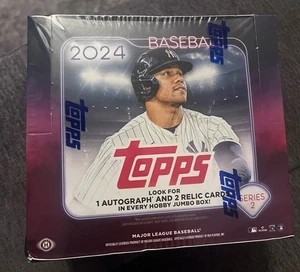 2024
BASEBA
TOPPS
TOPPS
TOPPS
LOOK FOR
1 AUTOGRAPH* AND 2 RELIC CARDS
IN EVERY HOBBY JUMBO BOX!
SERIES
2
MAJOR LEAGUE BASEBALL